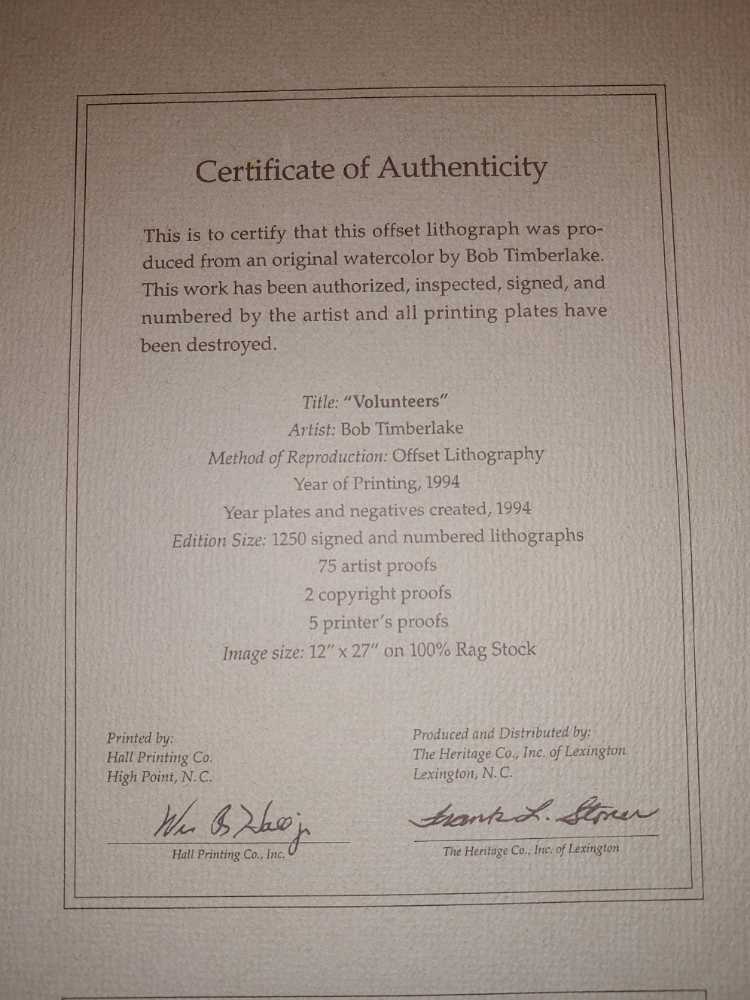 Certificate of Authenticity
This is to certify that this offset lithograph was pro-
duced from an original watercolor by Bob Timberlake.
This work has been authorized, inspected, signed, and
numbered by the artist and all printing plates have
been destroyed.
Title: “Volunteers”
Artist: Bob Timberlake
Method of Reproduction: Offset Lithography
Year of Printing, 1994
Year plates and negatives created, 1994
Edition Size: 1250 signed and numbered lithographs
75 artist proofs
2 copyright proofs
5 printer’s proofs
Image size: 12” x 27” on 100% Rag Stock
Printed by:
Hall Printing Co.
High Point, N.C.
Hall Printing Co., Inc.
Produced and Distributed by:
The Heritage Co., Inc. of Lexington
Lexington, N.C.
Frank L. Stoner
The Heritage Co., Inc. of Lexington